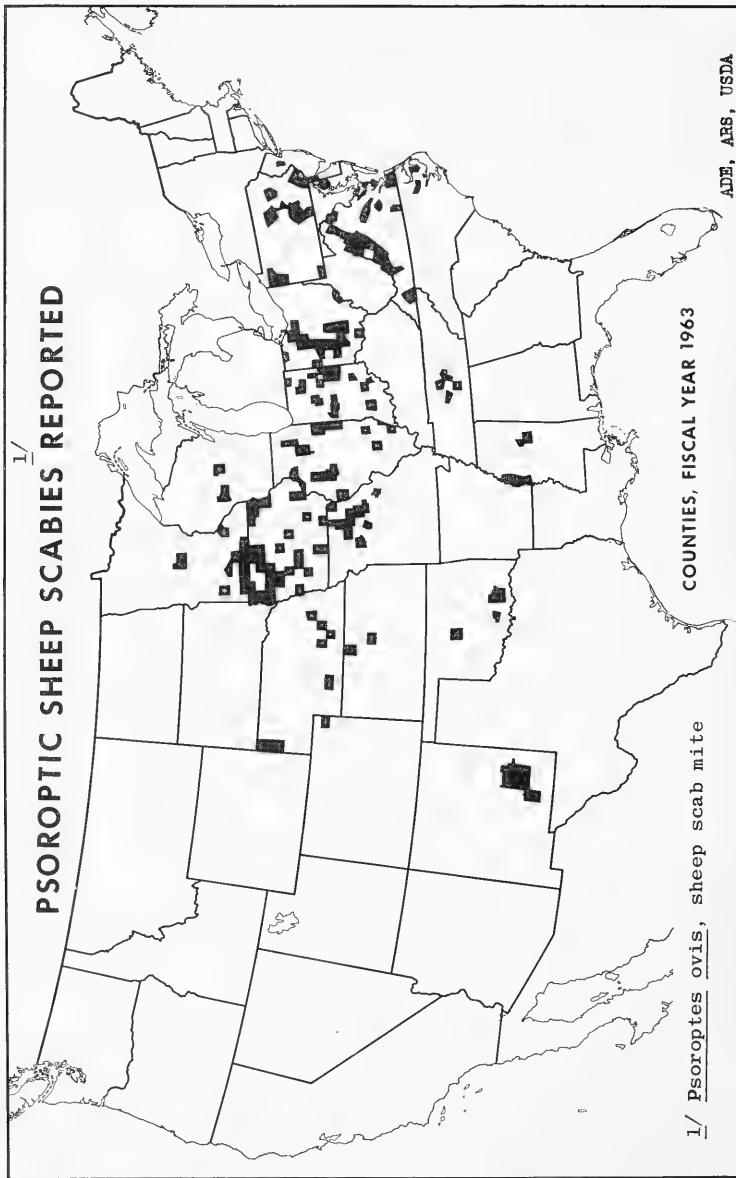 1/
PSOROPTIC SHEEP SCABIES REPORTED
COUNTIES, FISCAL YEAR 1963
1/ Psoroptes ovis, sheep scab mite
ADE, ARS, USDA